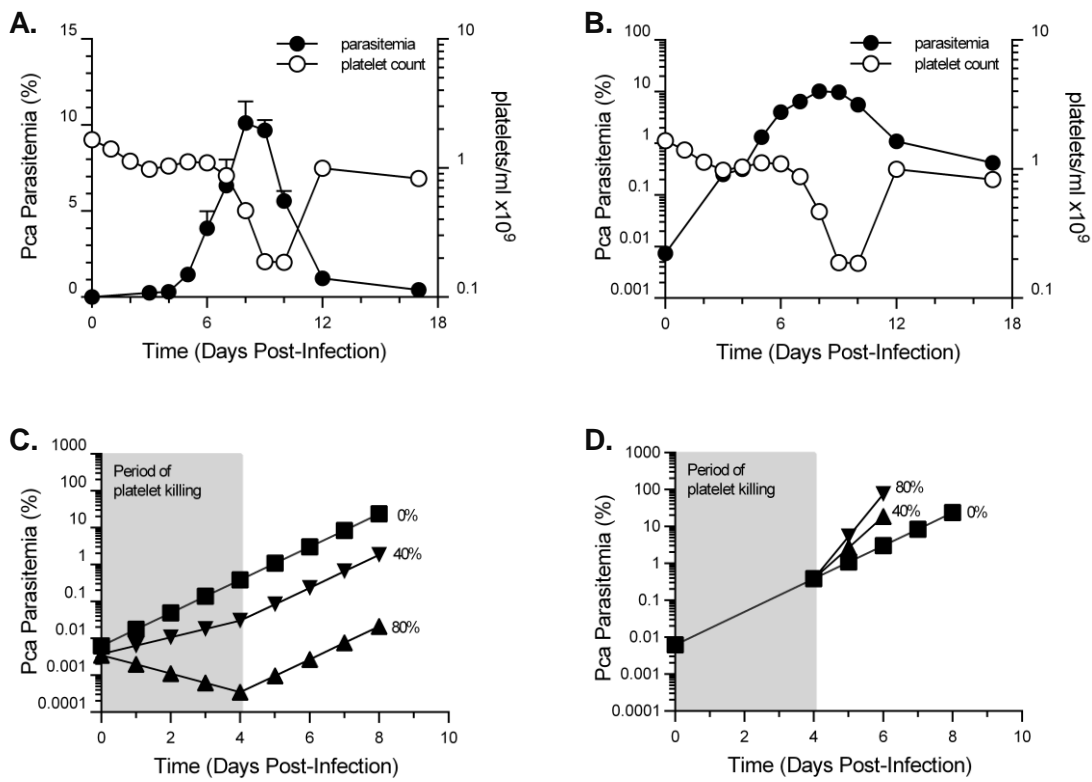 A.
parasitemia
platelet count
Pca Parasitemia (%)
15
10
5
0
10
1
0.1
platelets/ml x10⁹
0 6 12 18
Time (Days Post-Infection)
B.
parasitemia
platelet count
Pca Parasitemia (%)
100
10
1
0.1
0.01
0.001
10
1
0.1
platelets/ml x10⁹
0 6 12 18
Time (Days Post-Infection)
C.
Period of
platelet killing
Pca Parasitemia (%)
1000
100
10
1
0.1
0.01
0.001
0.0001
0%
40%
80%
0 2 4 6 8 10
Time (Days Post-Infection)
D.
Period of
platelet killing
Pca Parasitemia (%)
1000
100
10
1
0.1
0.01
0.001
0.0001
80%
40%
0%
0 2 4 6 8 10
Time (Days Post-Infection)